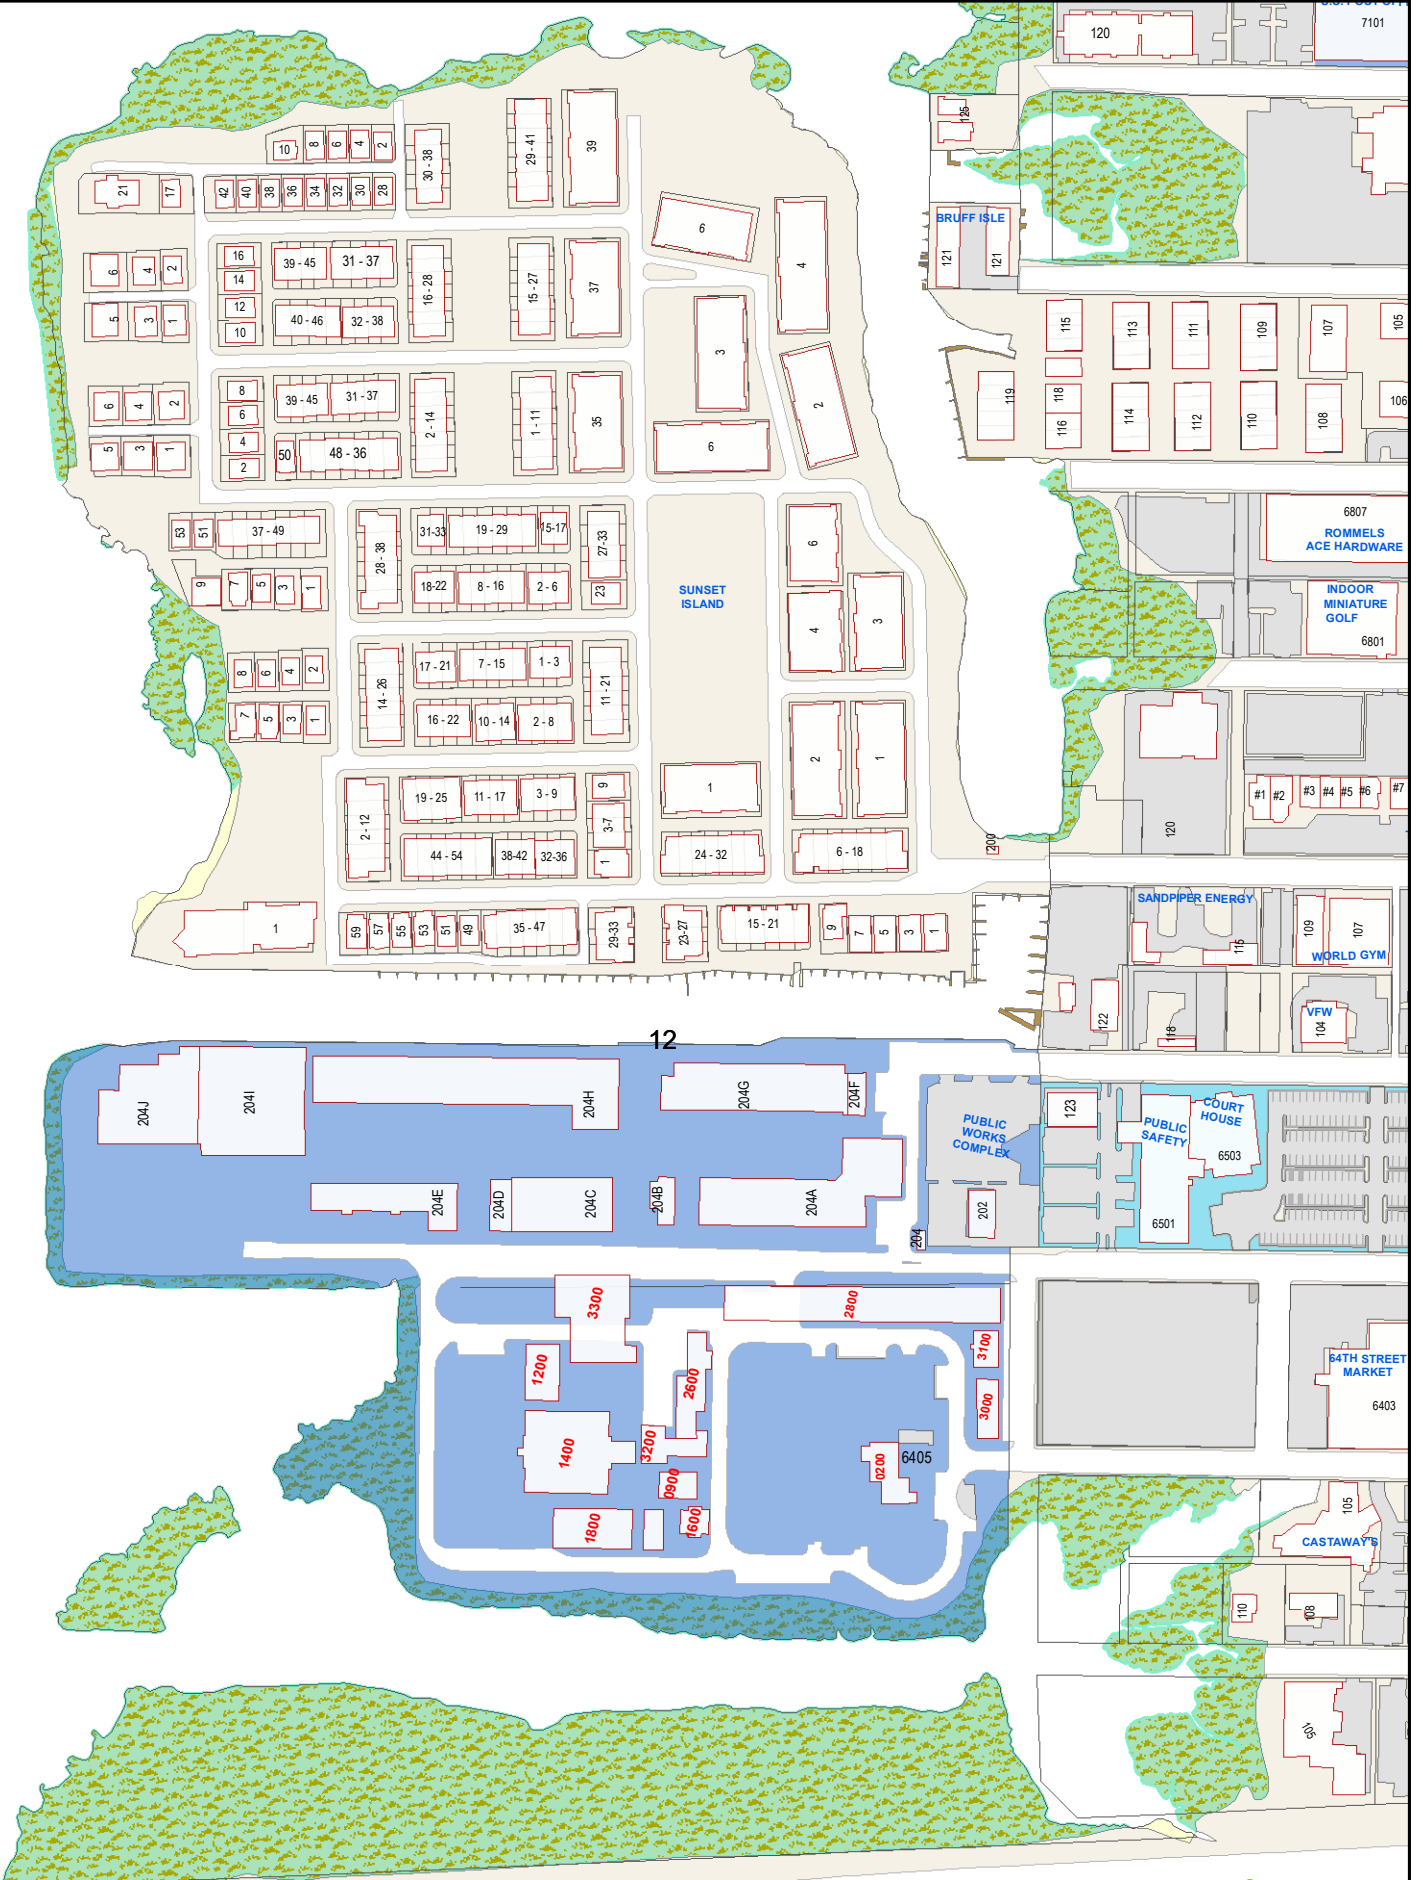 120
7101
125
10
8
6
4
2
30 - 38
29 - 41
39
21
17
42
40
38
36
34
32
30
28
BRUFF ISLE
121
121
6
4
6
4
2
16
14
12
10
39 - 45
31 - 37
40 - 46
32 - 38
16 - 28
15 - 27
37
5
3
1
3
115
113
111
109
107
105
119
118
116
114
112
110
108
106
2
6
6
4
2
5
3
1
8
6
4
2
39 - 45
31 - 37
50
48 - 36
2 - 14
1 - 11
35
53
51
37 - 49
28 - 38
31-33
19 - 29
15-17
27-33
6
6807
ROMMELS
ACE HARDWARE
9
7
5
3
1
18-22
8 - 16
2 - 6
23
SUNSET
ISLAND
4
3
INDOOR
MINIATURE
GOLF
6801
8
6
4
2
14 - 26
17 - 21
7 - 15
1 - 3
11 - 21
7
5
3
1
16 - 22
10 - 14
2 - 8
2
1
2 - 12
19 - 25
11 - 17
3 - 9
9
3-7
1
1
44 - 54
38-42
32-36
24 - 32
6 - 18
200
120
#1
#2
#3
#4
#5
#6
#7
1
59
57
55
53
51
49
35 - 47
29-33
23-27
15 - 21
9
7
5
3
1
SANDPIPER ENERGY
115
109
107
WORLD GYM
122
118
VFW
104
12
204J
204I
204H
204G
204F
PUBLIC
WORKS
COMPLEX
123
PUBLIC
SAFETY
COURT
HOUSE
6503
204E
204D
204C
204B
204A
202
204
6501
3300
2800
3100
1200
2600
3000
64TH STREET
MARKET
6403
1400
3200
0900
0200
6405
1800
1600
105
CASTAWAY'S
110
108
105